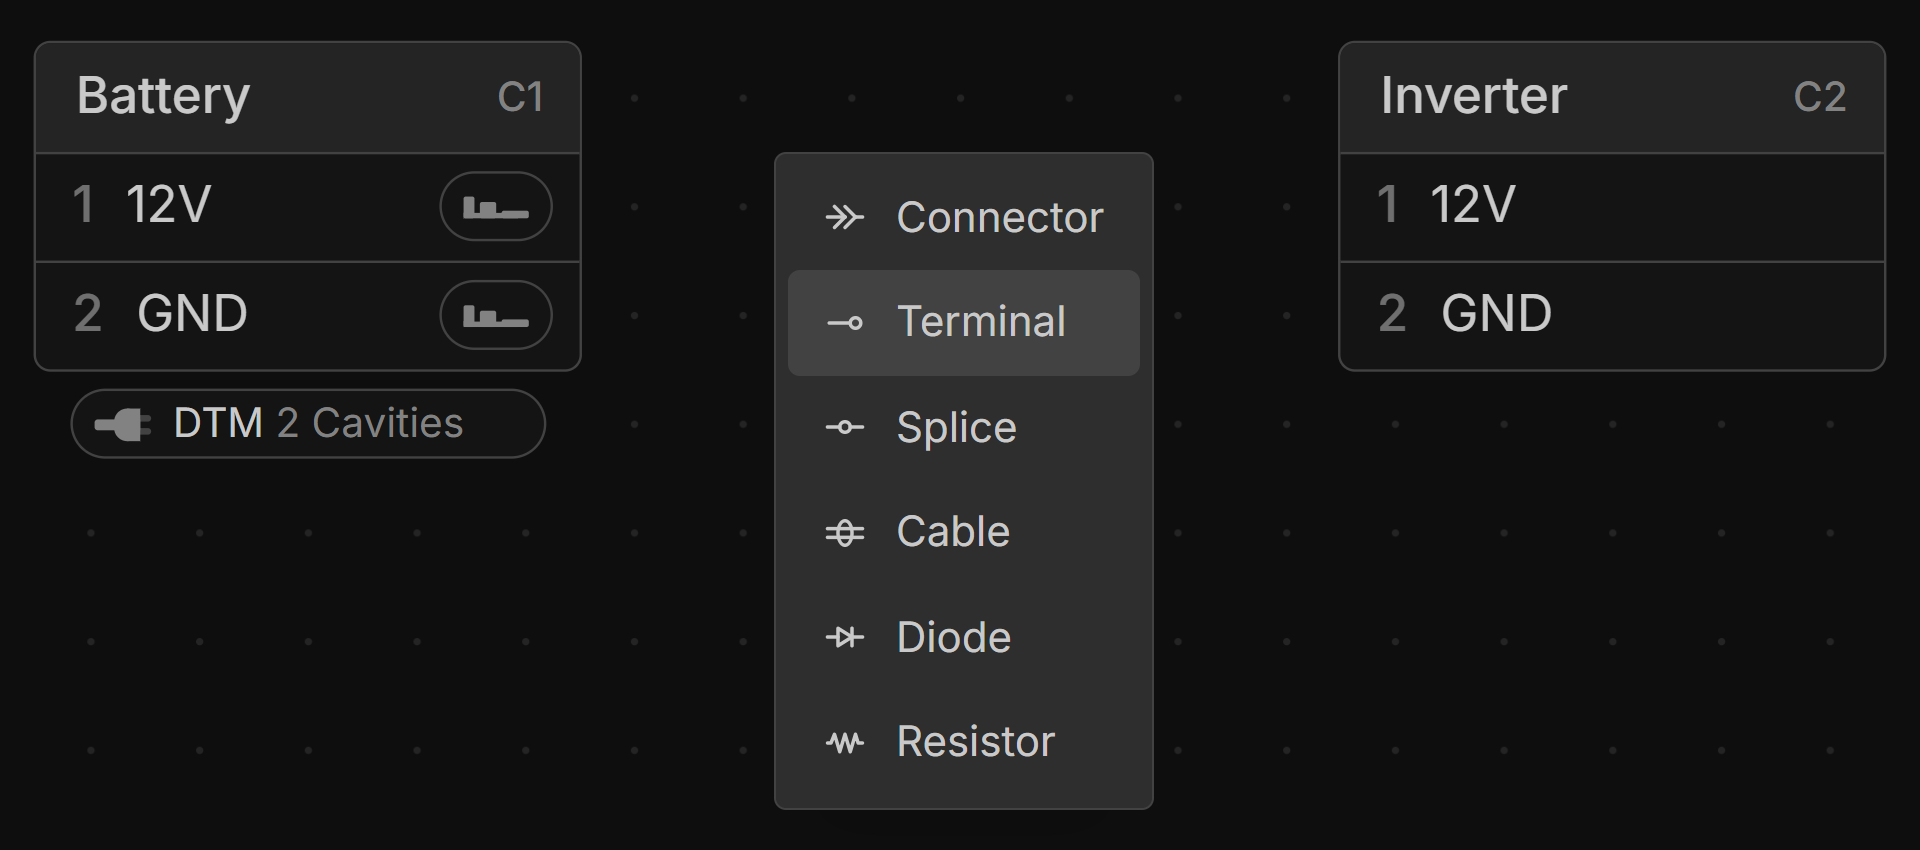 Battery C1
1 12V
2 GND
DTM 2 Cavities
Connector
Terminal
Splice
Cable
Diode
Resistor
Inverter C2
1 12V
2 GND